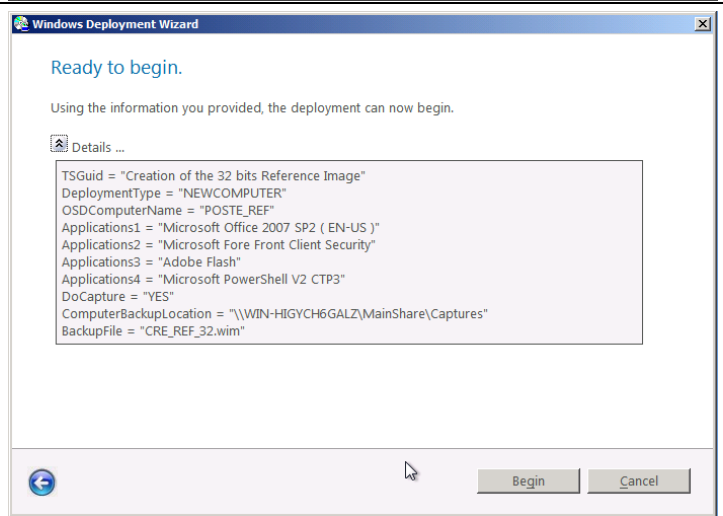 Windows Deployment Wizard
Ready to begin.
Using the information you provided, the deployment can now begin.
Details ...
TSGuid = "Creation of the 32 bits Reference Image"
DeploymentType = "NEWCOMPUTER"
OSDComputerName = "POSTE_REF"
Applications1 = "Microsoft Office 2007 SP2 ( EN-US )"
Applications2 = "Microsoft Fore Front Client Security"
Applications3 = "Adobe Flash"
Applications4 = "Microsoft PowerShell V2 CTP3"
DoCapture = "YES"
ComputerBackupLocation = "\\WIN-HIGYCH6GALZ\MainShare\Captures"
BackupFile = "CRE_REF_32.wim"
Begin Cancel